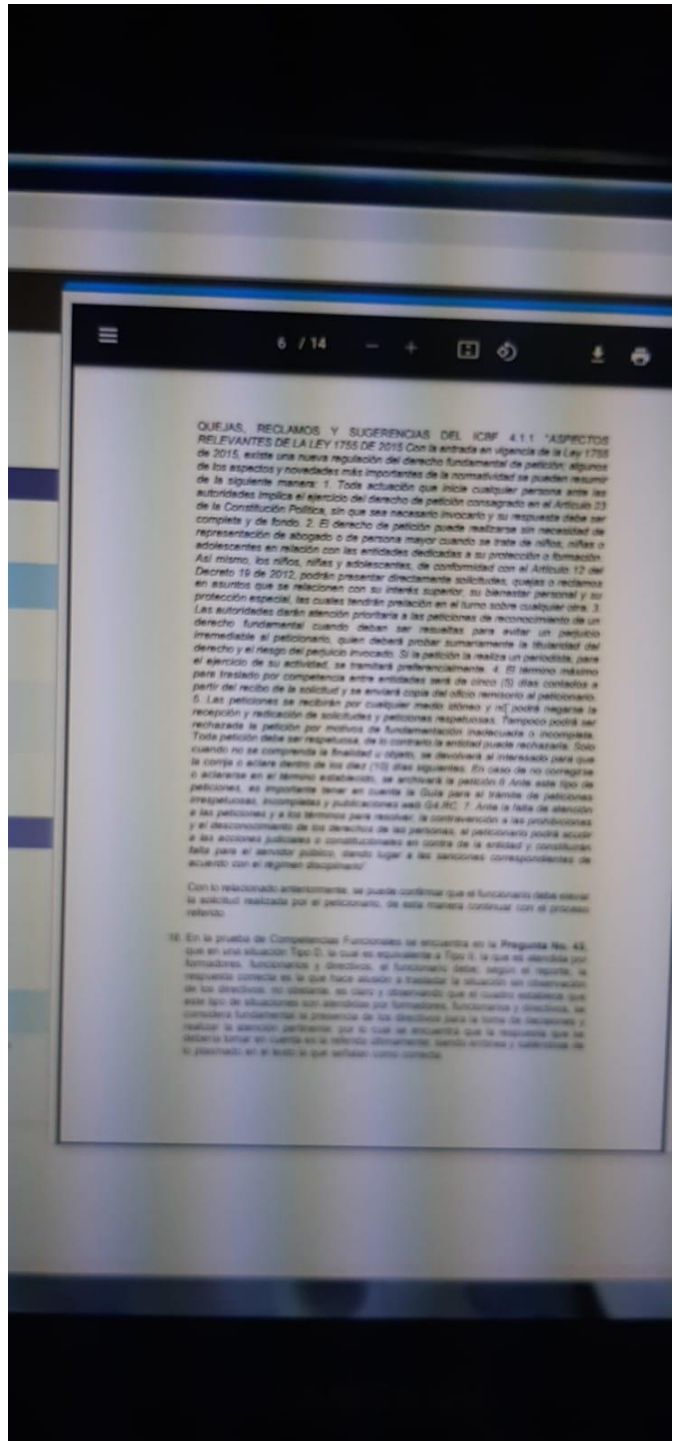 6 / 14
QUEJAS, RECLAMOS Y SUGERENCIAS DEL ICBF 4.1.1 "ASPECTOS
RELEVANTES DE LA LEY 1755 DE 2015 Con la entrada en vigencia de la Ley 1755
de 2015, existe una nueva regulación del derecho fundamental de petición; algunos
de los aspectos y novedades más importantes de la normatividad se pueden resumir
de la siguiente manera: 1. Toda actuación que inicie cualquier persona ante las
autoridades implica el ejercicio del derecho de petición consagrado en el Artículo 23
de la Constitución Política, sin que sea necesario invocarlo y su respuesta debe ser
completa y de fondo. 2. El derecho de petición puede realizarse sin necesidad de
representación de abogado o de persona mayor cuando se trate de niños, niñas o
adolescentes en relación con las entidades dedicadas a su protección o formación.
Así mismo, los niños, niñas y adolescentes, de conformidad con el Artículo 12 del
Decreto 19 de 2012, podrán presentar directamente solicitudes, quejas o reclamos
en asuntos que se relacionen con su interés superior, su bienestar personal y su
protección especial, las cuales tendrán prelación en el turno sobre cualquier otra. 3.
Las autoridades darán atención prioritaria a las peticiones de reconocimiento de un
derecho fundamental cuando deban ser resueltas para evitar un perjuicio
irremediable al peticionario, quien deberá probar sumariamente la titularidad del
derecho y el riesgo del perjuicio invocado. Si la petición la realiza un periodista, para
el ejercicio de su actividad, se tramitará preferencialmente. 4. El término máximo
para traslado por competencia entre entidades será de cinco (5) días contados a
partir del recibo de la solicitud y se enviará copia del oficio remisorio al peticionario.
5. Las peticiones se recibirán por cualquier medio idóneo y no podrá negarse la
recepción y radicación de solicitudes y peticiones respetuosas. Tampoco podrá ser
rechazada la petición por motivos de fundamentación inadecuada o incompleta.
Toda petición debe ser respetuosa, de lo contrario la entidad puede rechazarla. Solo
cuando no se comprenda la finalidad u objeto, se devolverá al interesado para que
la corrija o aclare dentro de los diez (10) días siguientes. En caso de no corregirse
o aclararse en el término establecido, se archivará la petición.6 Ante este tipo de
peticiones, es importante tener en cuenta la Guía para el trámite de peticiones
irrespetuosas, incompletas y publicaciones web G4.RC. 7. Ante la falta de atención
a las peticiones y a los términos para resolver, la contravención a las prohibiciones
y el desconocimiento de los derechos de las personas, el peticionario podrá acudir
a las acciones judiciales o constitucionales en contra de la entidad y constituirán
falta para el servidor público, dando lugar a las sanciones correspondientes de
acuerdo con el régimen disciplinario"
Con lo relacionado anteriormente, se puede confirmar que el funcionario debe elevar
la solicitud realizada por el peticionario, de esta manera continuar con el proceso
referido.
En la prueba de Competencias Funcionales se encuentra en la Pregunta No. 43,
que en una situación Tipo D, la cual es equivalente a Tipo II, la que es atendida por
formadores, funcionarios y directivos, el funcionario debe, según el reporte, la
respuesta correcta es la que hace alusión a trasladar la situación sin observación
de los directivos, no obstante, es claro y observando que el cuadro establece que
este tipo de situaciones son atendidas por formadores, funcionarios y directivos, se
considera fundamental la presencia de los directivos para la toma de decisiones y
realizar la atención pertinente, por lo cual se encuentra que la respuesta que se
debería tomar en cuenta es la referida últimamente, siendo errónea y
lo plasmado en el texto la que señalan como correcta.